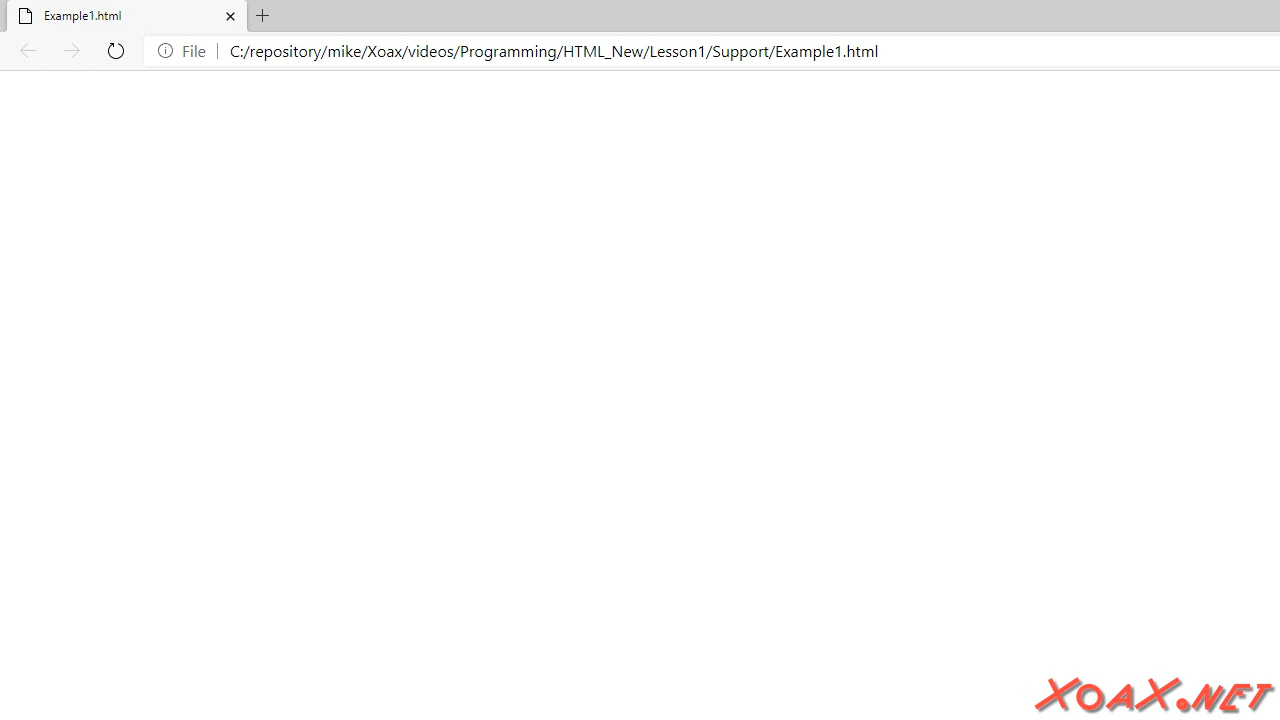 Example1.html
File
C:/repository/mike/Xoax/videos/Programming/HTML_New/Lesson1/Support/Example1.html
XoaX.net